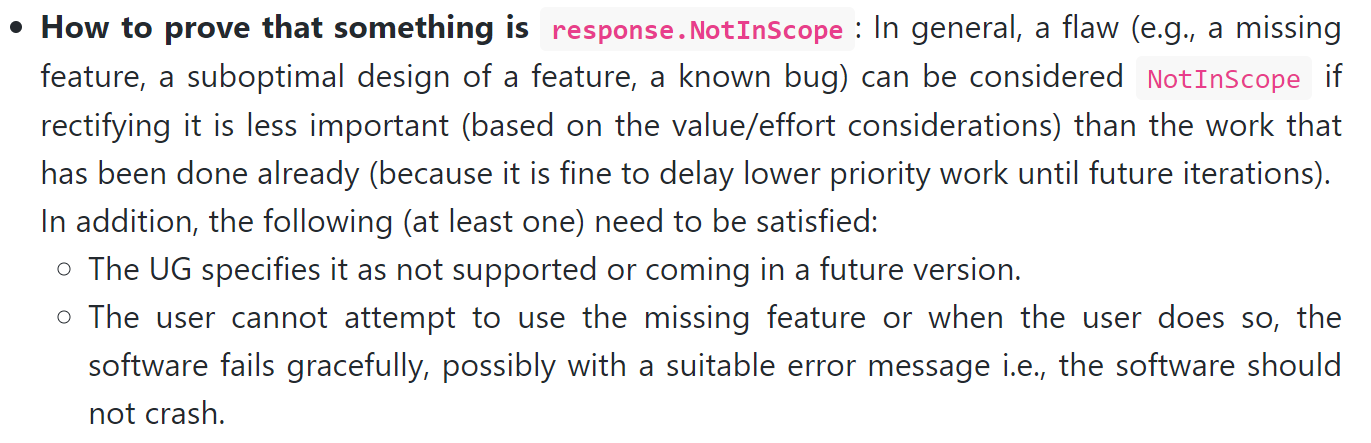 • How to prove that something is response.NotInScope : In general, a flaw (e.g., a missing
feature, a suboptimal design of a feature, a known bug) can be considered NotInScope if
rectifying it is less important (based on the value/effort considerations) than the work that
has been done already (because it is fine to delay lower priority work until future iterations).
In addition, the following (at least one) need to be satisfied:
○ The UG specifies it as not supported or coming in a future version.
○ The user cannot attempt to use the missing feature or when the user does so, the
software fails gracefully, possibly with a suitable error message i.e., the software should
not crash.